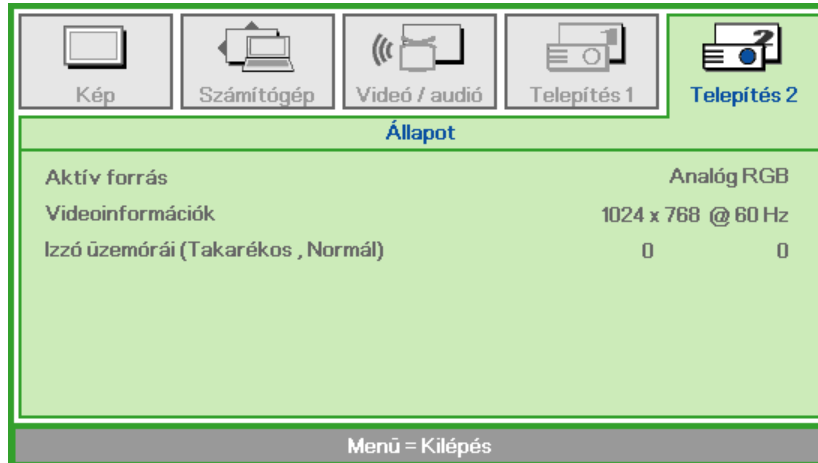 Kép
Számítógép
Videó / audió
Telepítés 1
Telepítés 2
Állapot
Aktív forrás Analóg RGB
Videoinformációk 1024 x 768 @ 60 Hz
Izzó üzemórái (Takarékos , Normál) 0 0
Menü = Kilépés